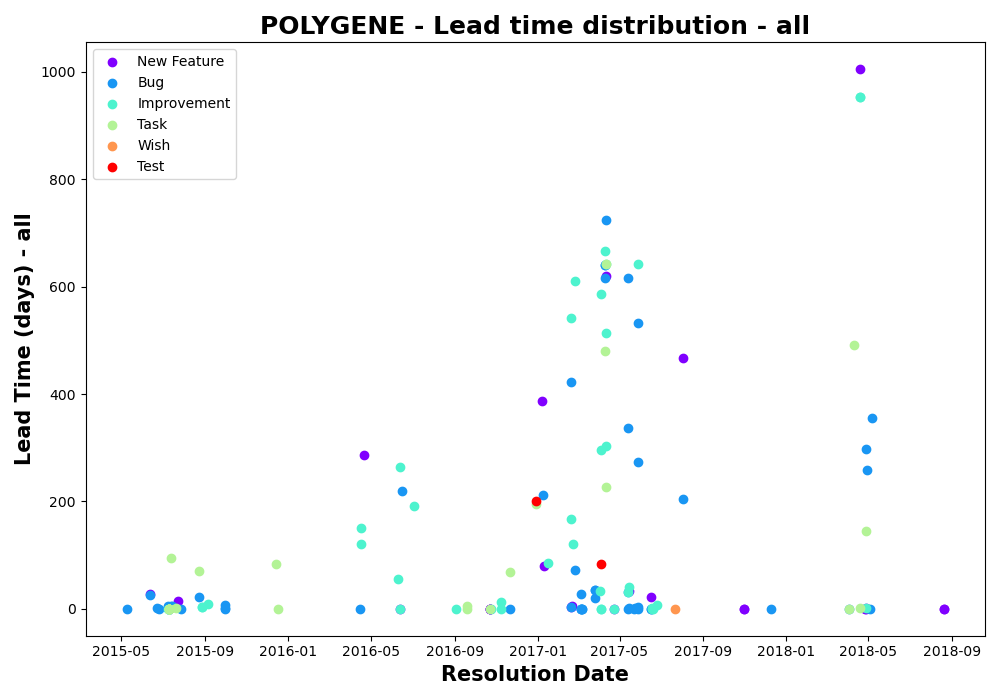 POLYGENE - Lead time distribution - all
New Feature
Bug
Improvement
Task
Wish
Test
Lead Time (days) - all
1000
800
600
400
200
0
2015-05 2015-09 2016-01 2016-05 2016-09 2017-01 2017-05 2017-09 2018-01 2018-05 2018-09
Resolution Date